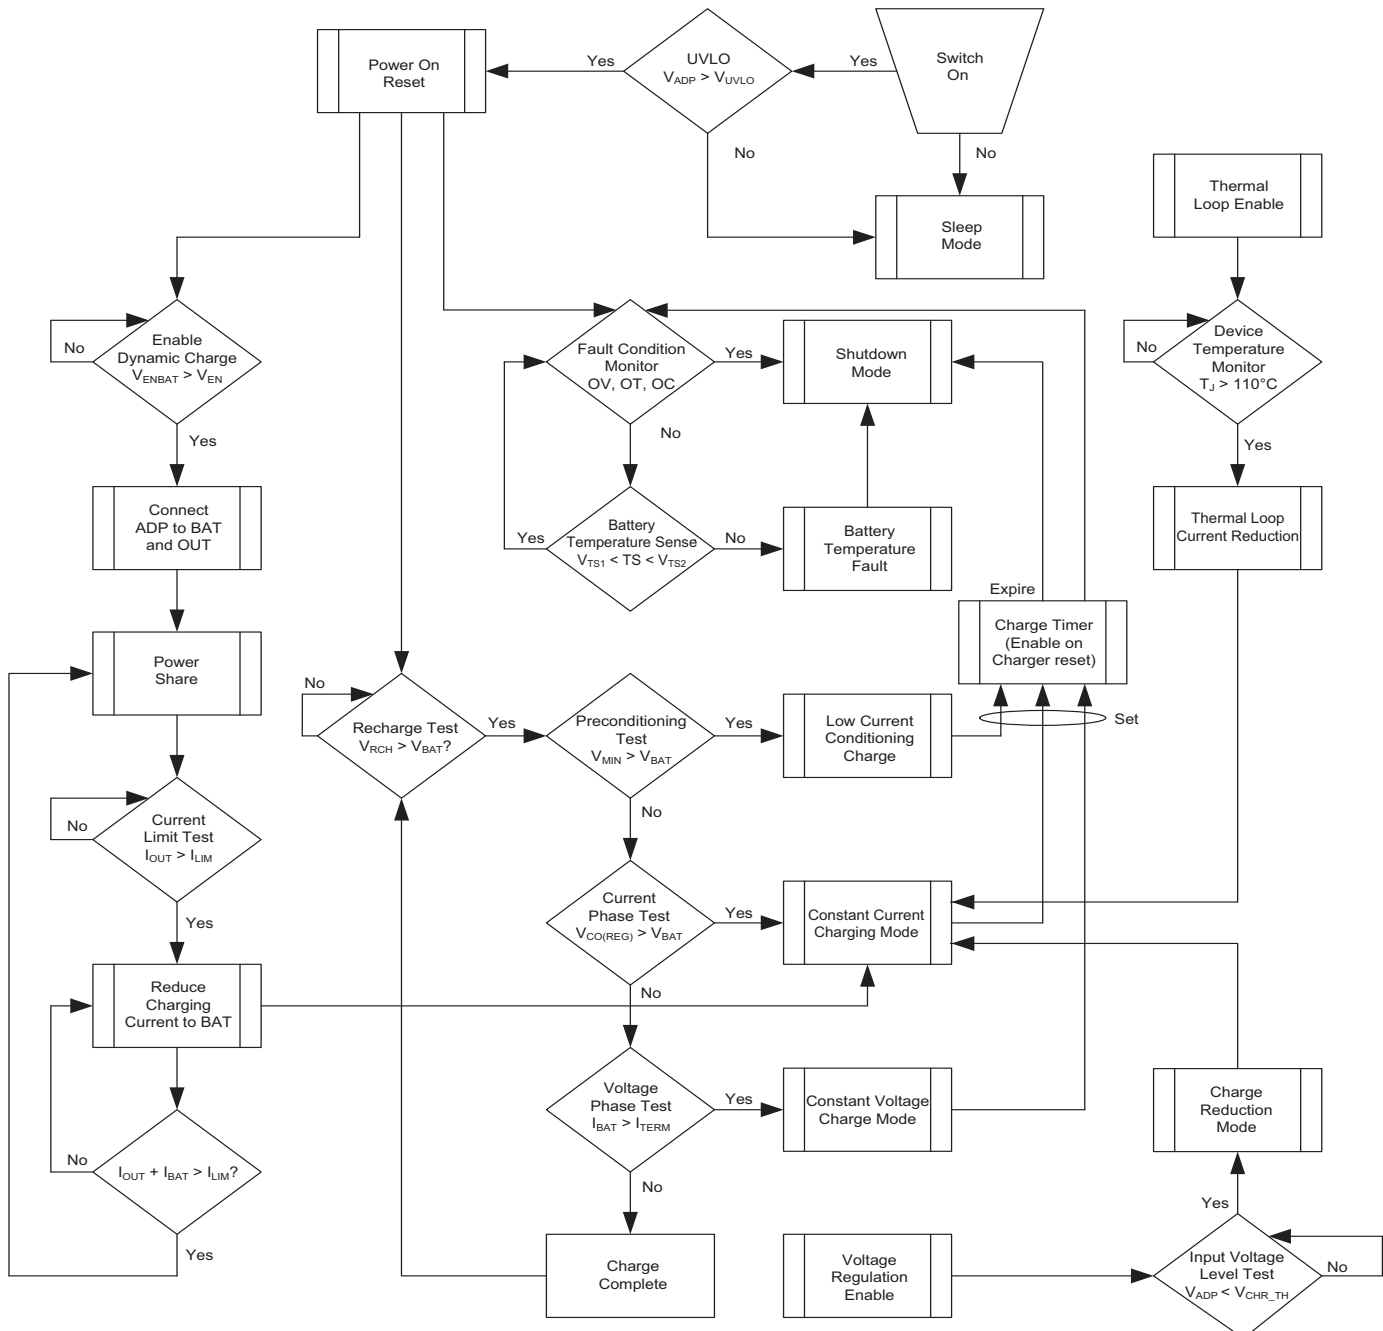 Power On
Reset
Yes
UVLO
V_ADP > V_UVLO
Yes
Switch
On
No
No
Sleep
Mode
Thermal
Loop Enable
No
Enable
Dynamic Charge
V_ENBAT > V_EN
Yes
Fault Condition
Monitor
OV, OT, OC
Yes
Shutdown
Mode
No
No
Device
Temperature
Monitor
T_J > 110°C
Yes
Connect
ADP to BAT
and OUT
Yes
Battery
Temperature Sense
V_TS1 < TS < V_TS2
No
Battery
Temperature
Fault
Thermal Loop
Current Reduction
Expire
Charge Timer
(Enable on
Charger reset)
Set
Power
Share
No
Recharge Test
V_RCH > V_BAT?
Yes
Preconditioning
Test
V_MIN > V_BAT
Yes
Low Current
Conditioning
Charge
No
No
Current
Limit Test
I_OUT > I_LIM
Yes
Current
Phase Test
V_CO(REG) > V_BAT
Yes
Constant Current
Charging Mode
No
Reduce
Charging
Current to BAT
Voltage
Phase Test
I_BAT > I_TERM
Yes
Constant Voltage
Charge Mode
Charge
Reduction
Mode
No
I_OUT + I_BAT > I_LIM?
Yes
No
Charge
Complete
Voltage
Regulation
Enable
Yes
Input Voltage
Level Test
V_ADP < V_CHR_TH
No